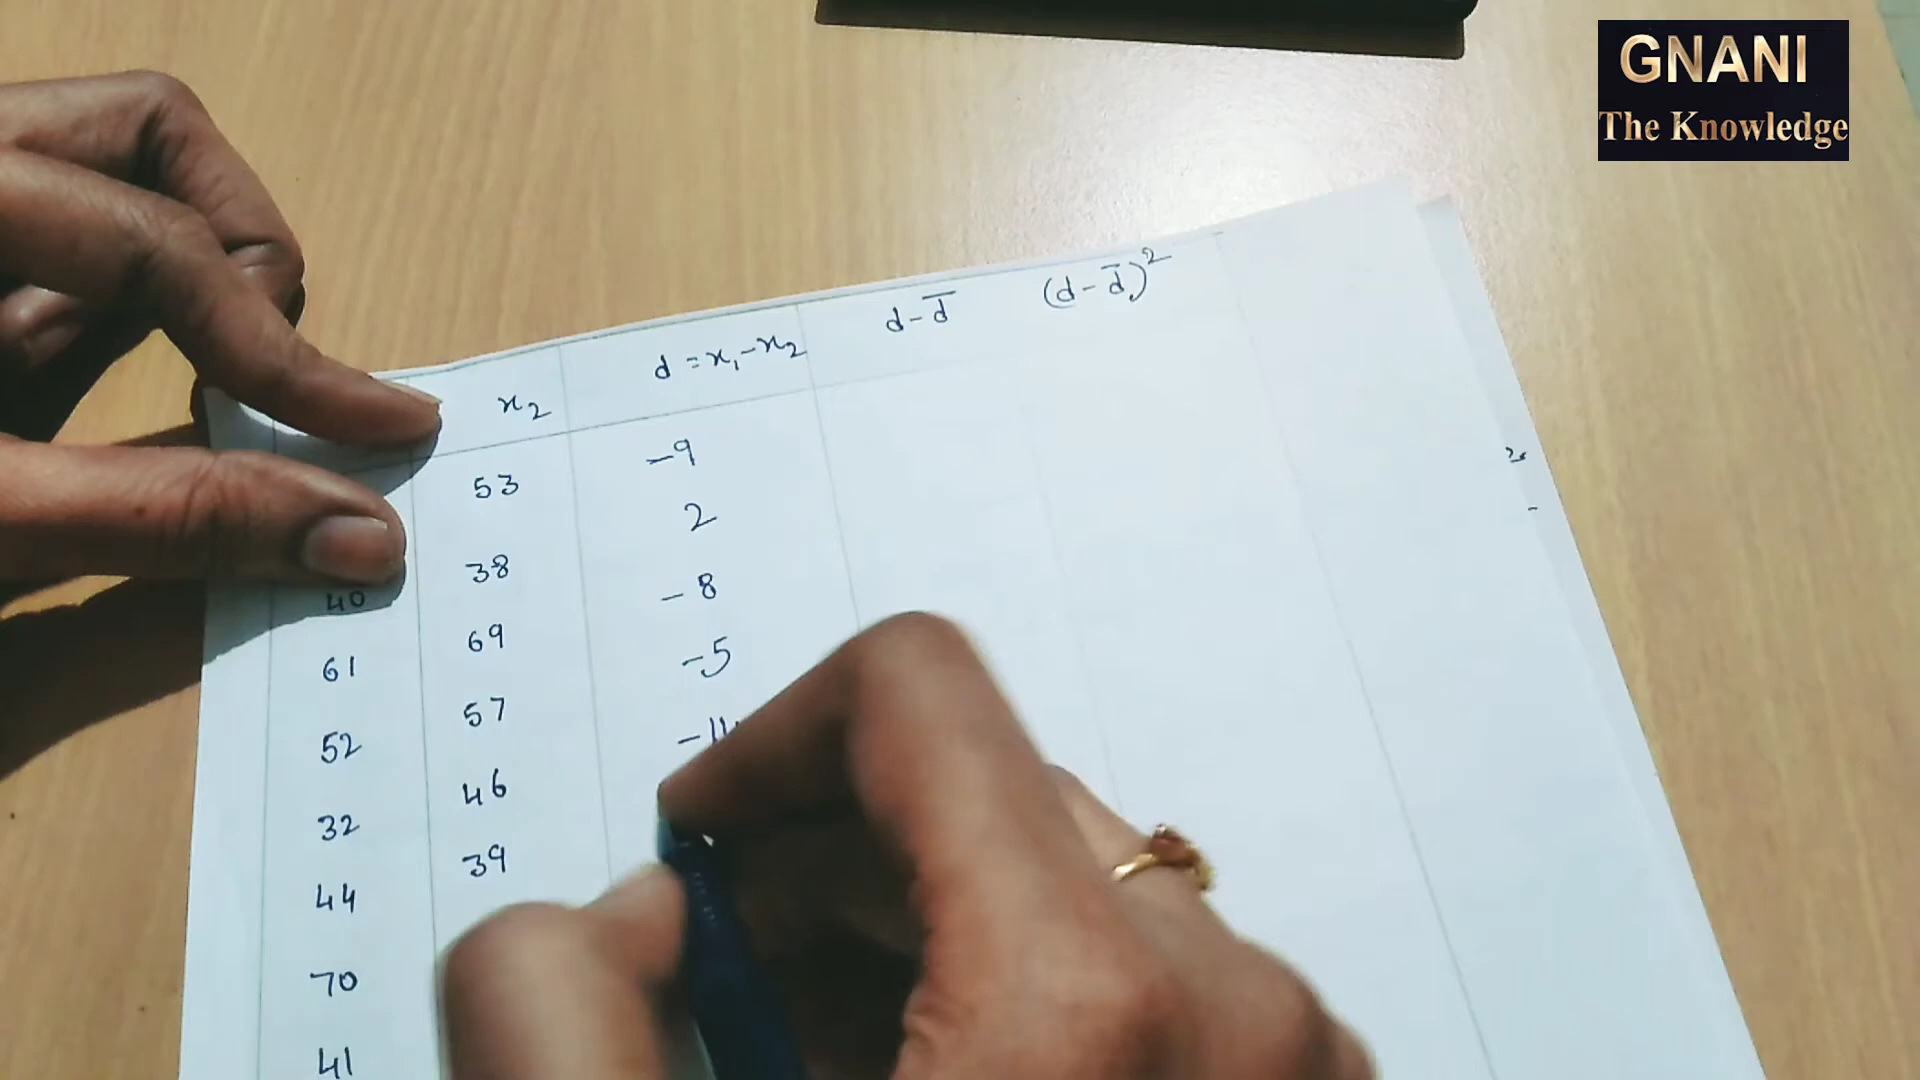 GNANI
The Knowledge
x₂ d = x₁ - x₂ d - d̅ (d - d̅)²
53 -9
40 38 2
61 69 -8
52 57 -5
32 46
44 39
70
41